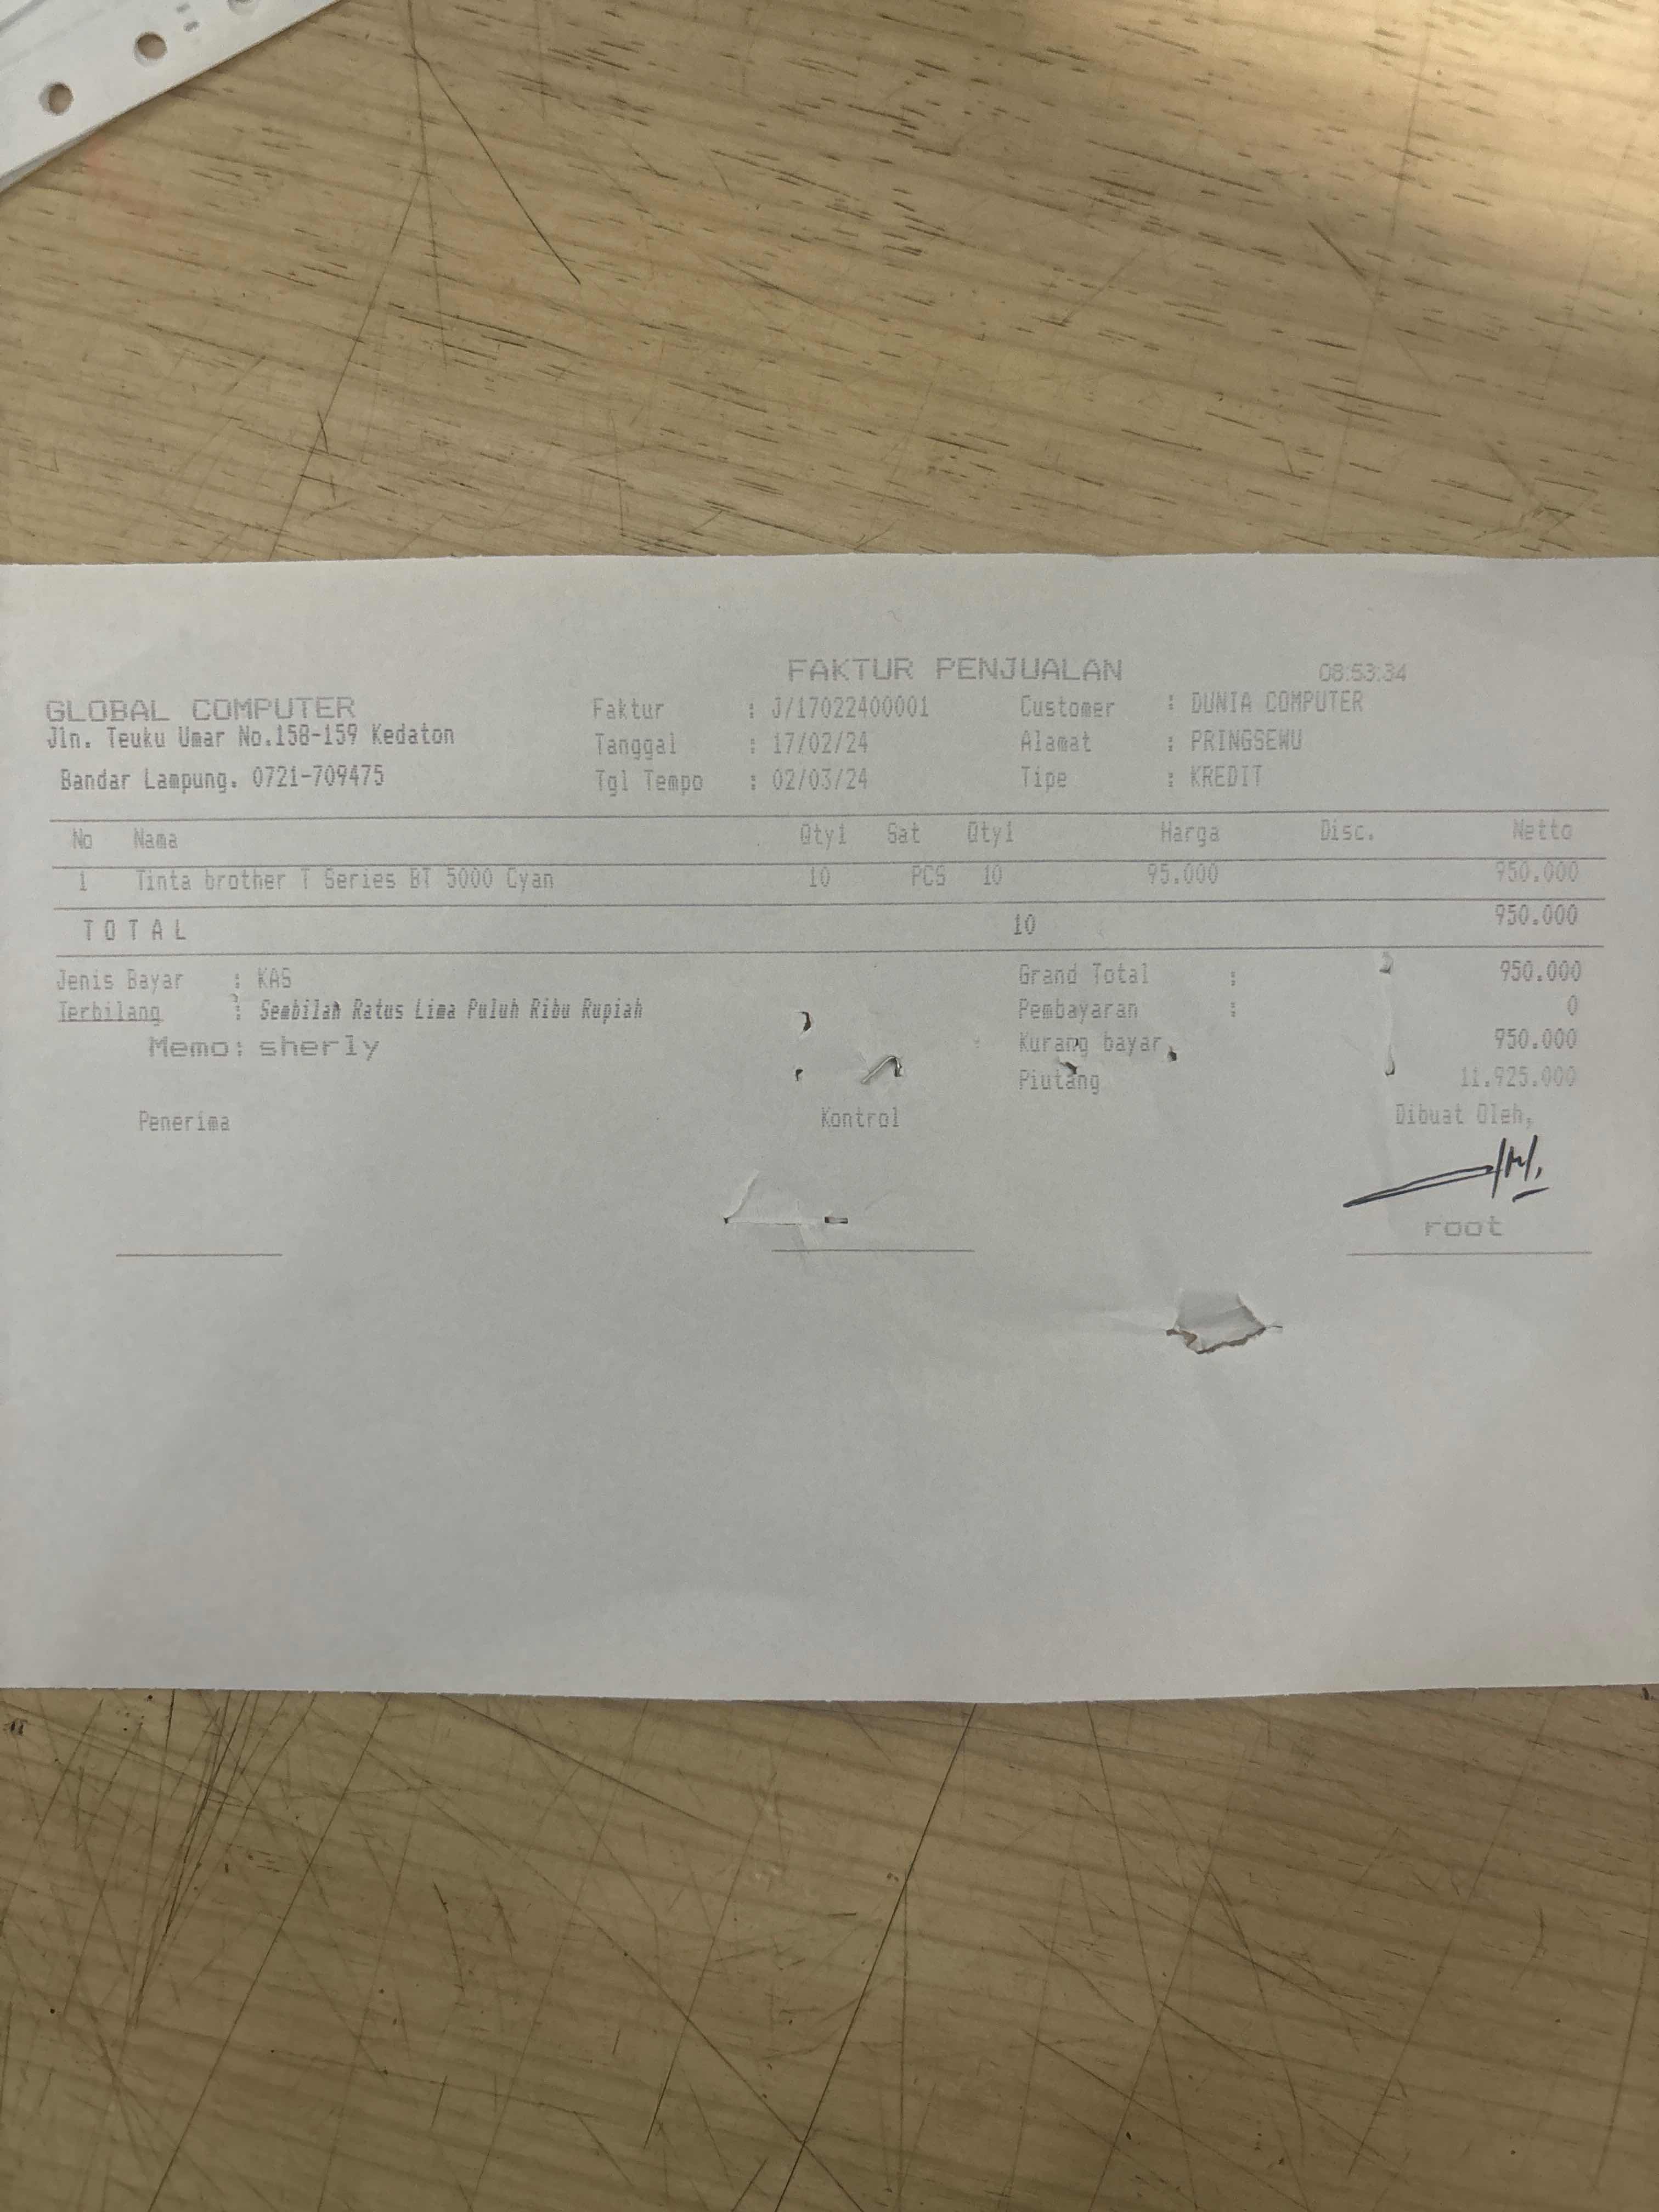 FAKTUR PENJUALAN 08:53:34
GLOBAL COMPUTER
Jln. Teuku Umar No.158-159 Kedaton
Bandar Lampung. 0721-709475
Faktur : J/17022400001
Tanggal : 17/02/24
Tgl Tempo : 02/03/24
Customer : DUNIA COMPUTER
Alamat : PRINGSEWU
Tipe : KREDIT
No Nama Qty1 Sat Qty1 Harga Disc. Netto
1 Tinta brother T Series BT 5000 Cyan 10 PCS 10 95.000 950.000
T O T A L 10 950.000
Jenis Bayar : KAS
Terbilang : Sembilan Ratus Lima Puluh Ribu Rupiah
Memo: sherly
Grand Total : 950.000
Pembayaran : 0
Kurang bayar 950.000
Piutang 11.925.000
Penerima Kontrol Dibuat Oleh,
root